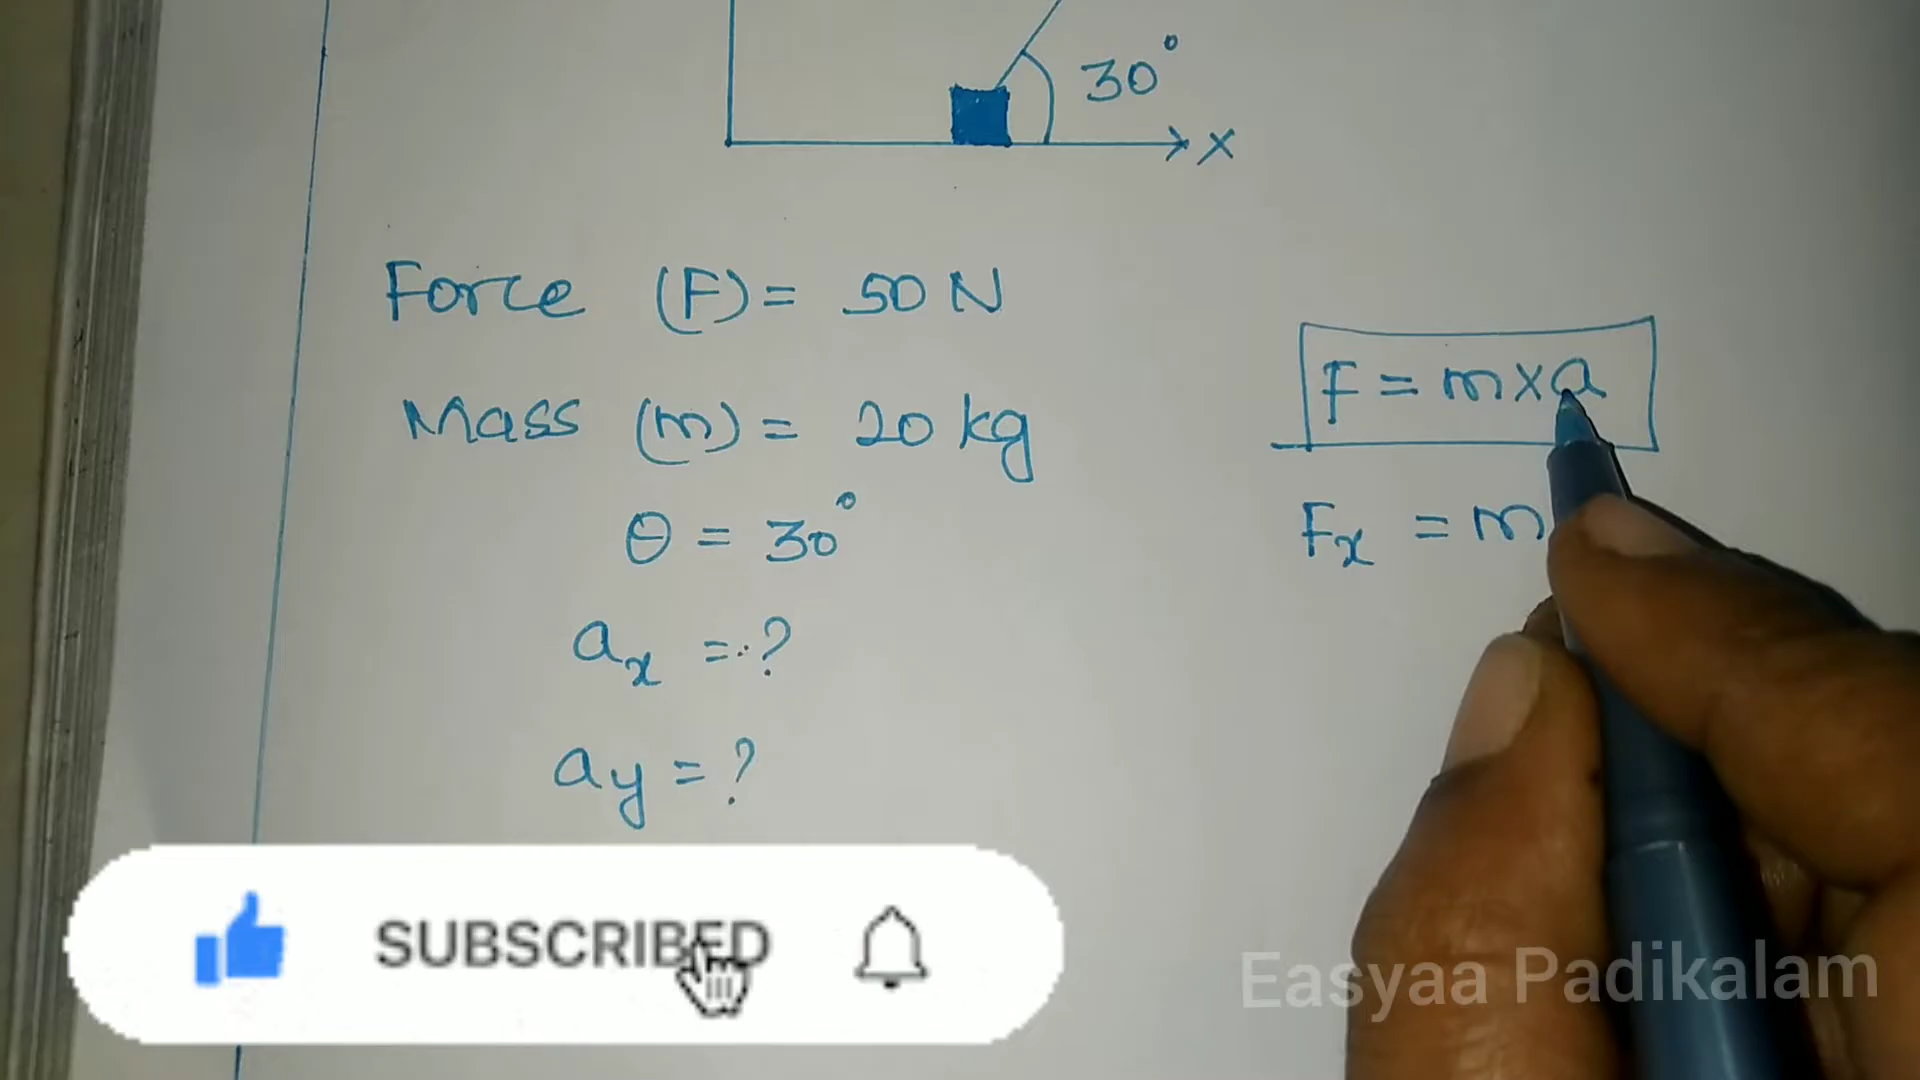 30°
X
Force (F) = 50 N
Mass (m) = 20 kg
θ = 30°
ax = ?
ay = ?
F = m×a
Fx = m
SUBSCRIBED
Easyaa Padikalam